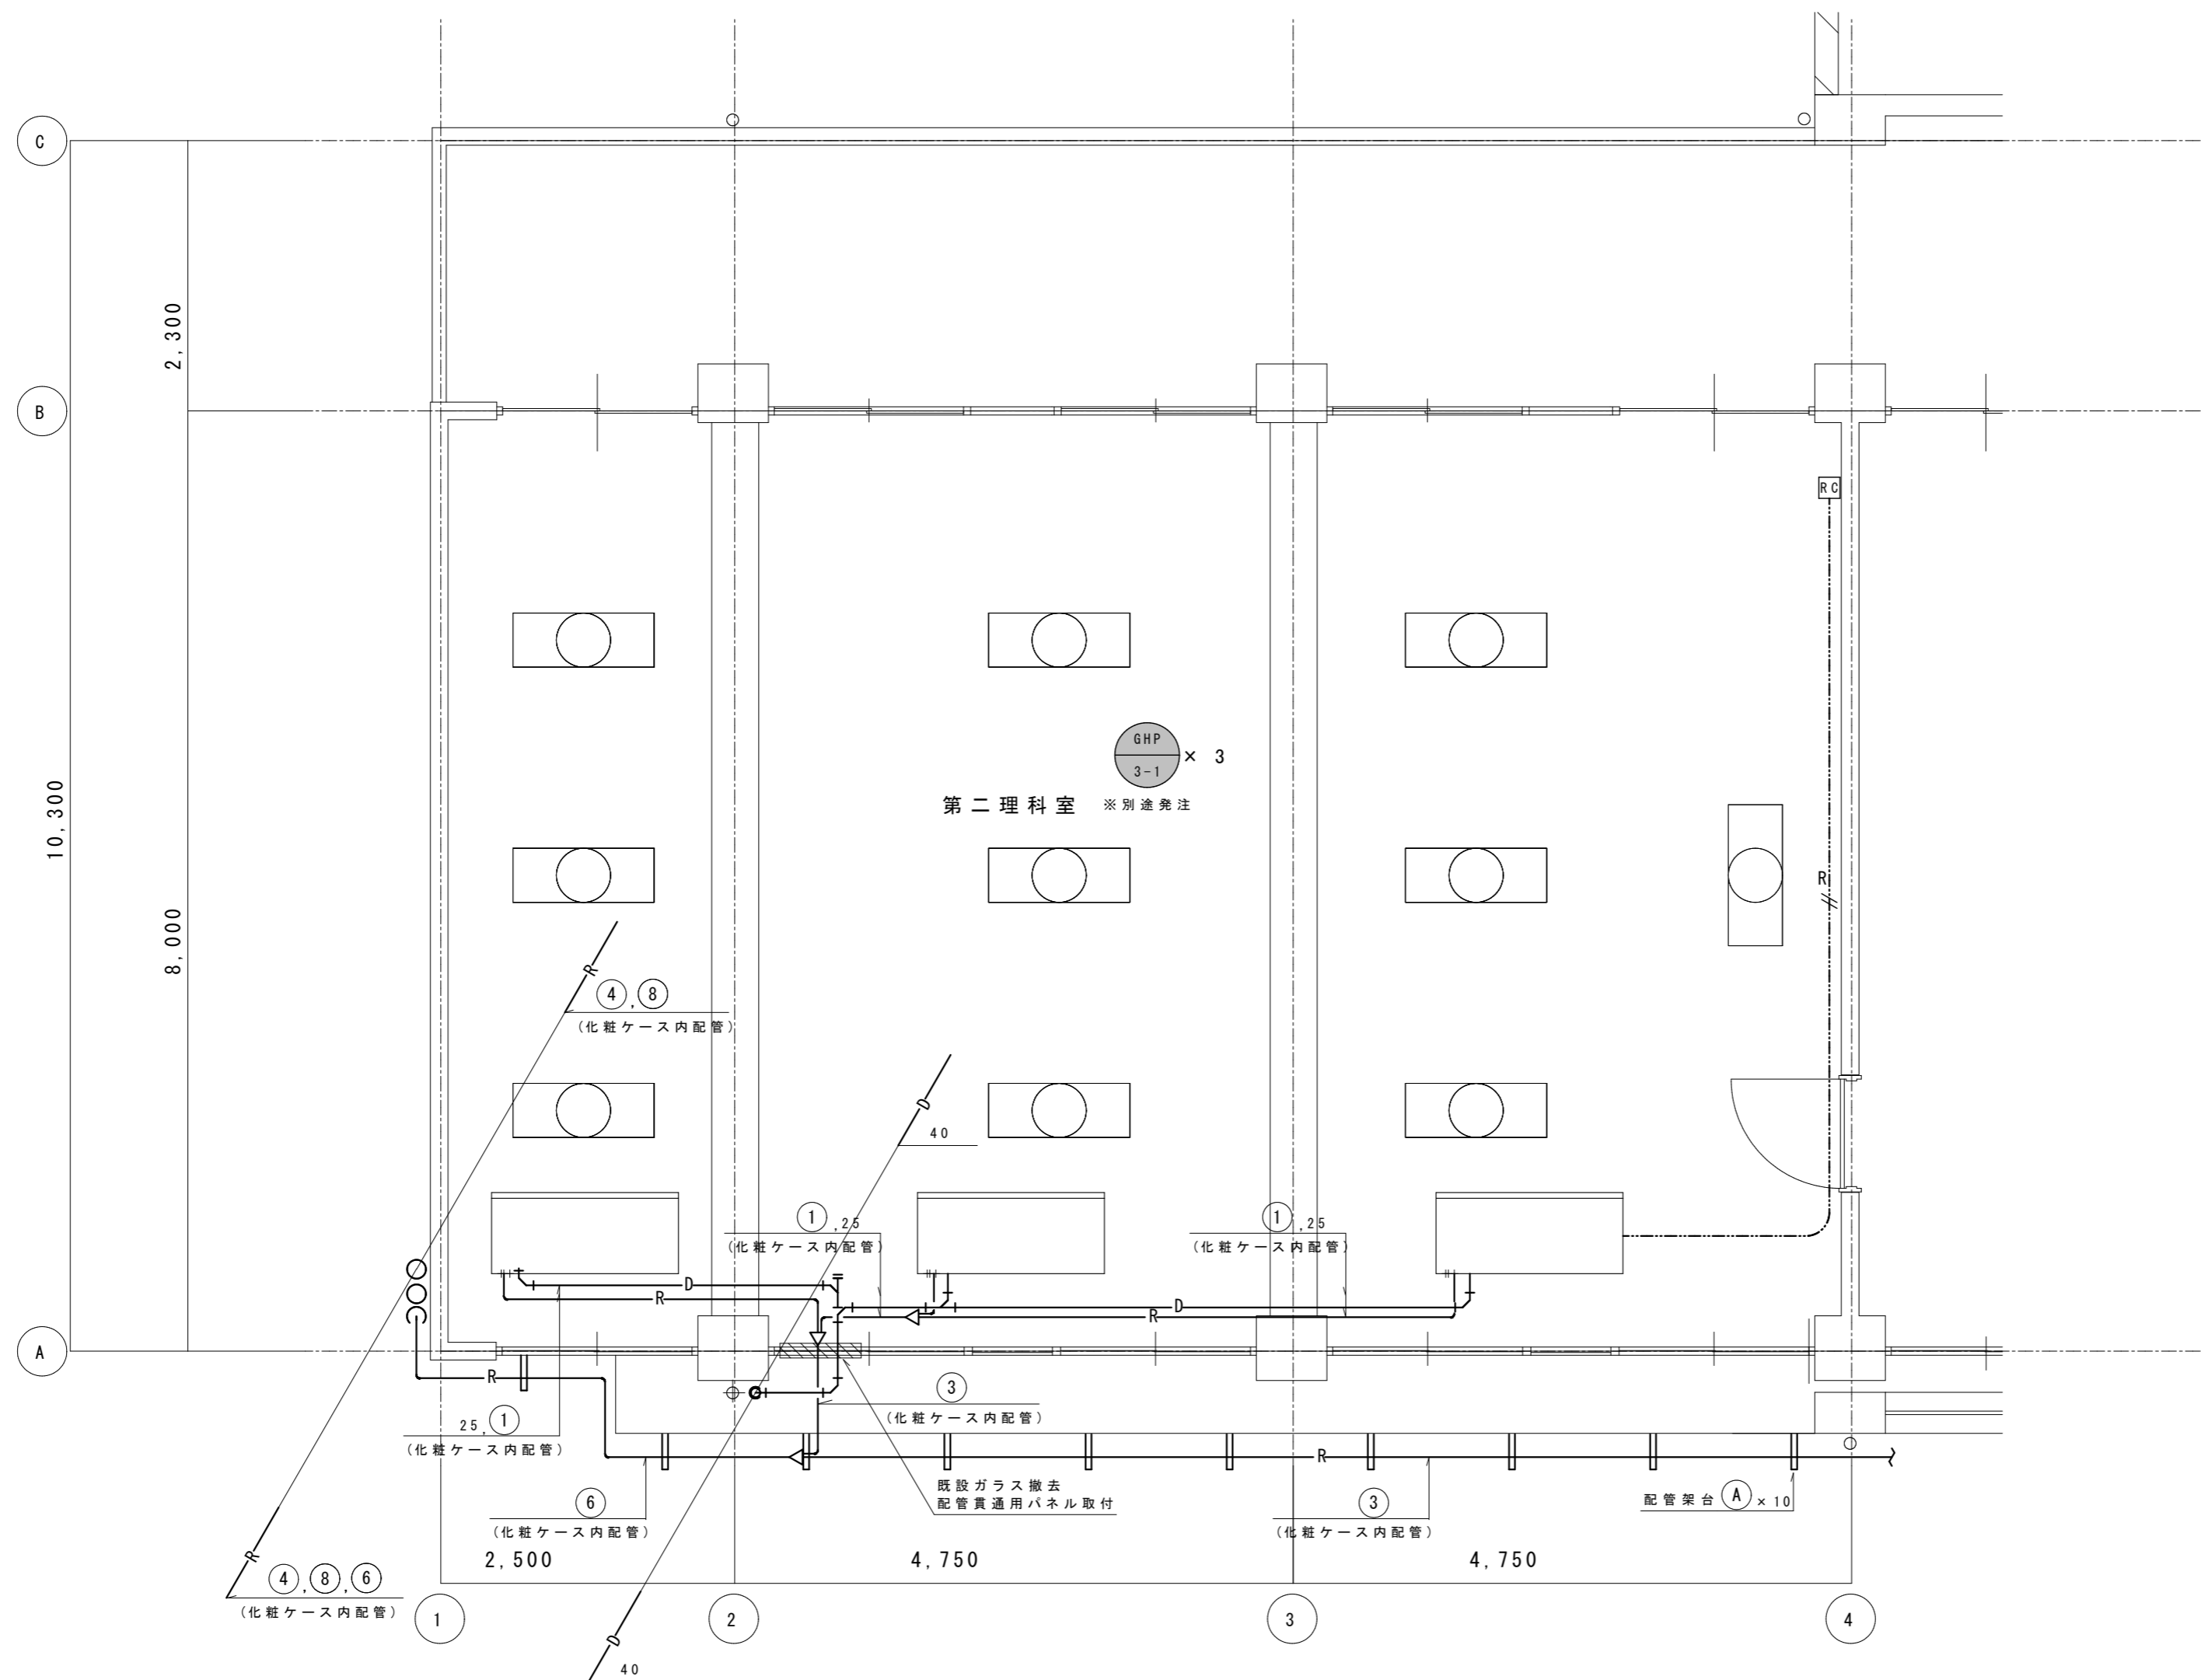 C
2,300
B
RC
GHP
3-1
× 3
第二理科室 ※別途発注
10,300
8,000
R
R
④,⑧
(化粧ケース内配管)
D
40
①,25
(化粧ケース内配管)
①,25
(化粧ケース内配管)
D
R
D
R
A
R
25,①
(化粧ケース内配管)
③
(化粧ケース内配管)
R
既設ガラス撤去
配管貫通用パネル取付
⑥
(化粧ケース内配管)
③
(化粧ケース内配管)
配管架台 Ⓐ ×10
2,500
4,750
4,750
R
④,⑧,⑥
(化粧ケース内配管)
1
2
3
4
D
40